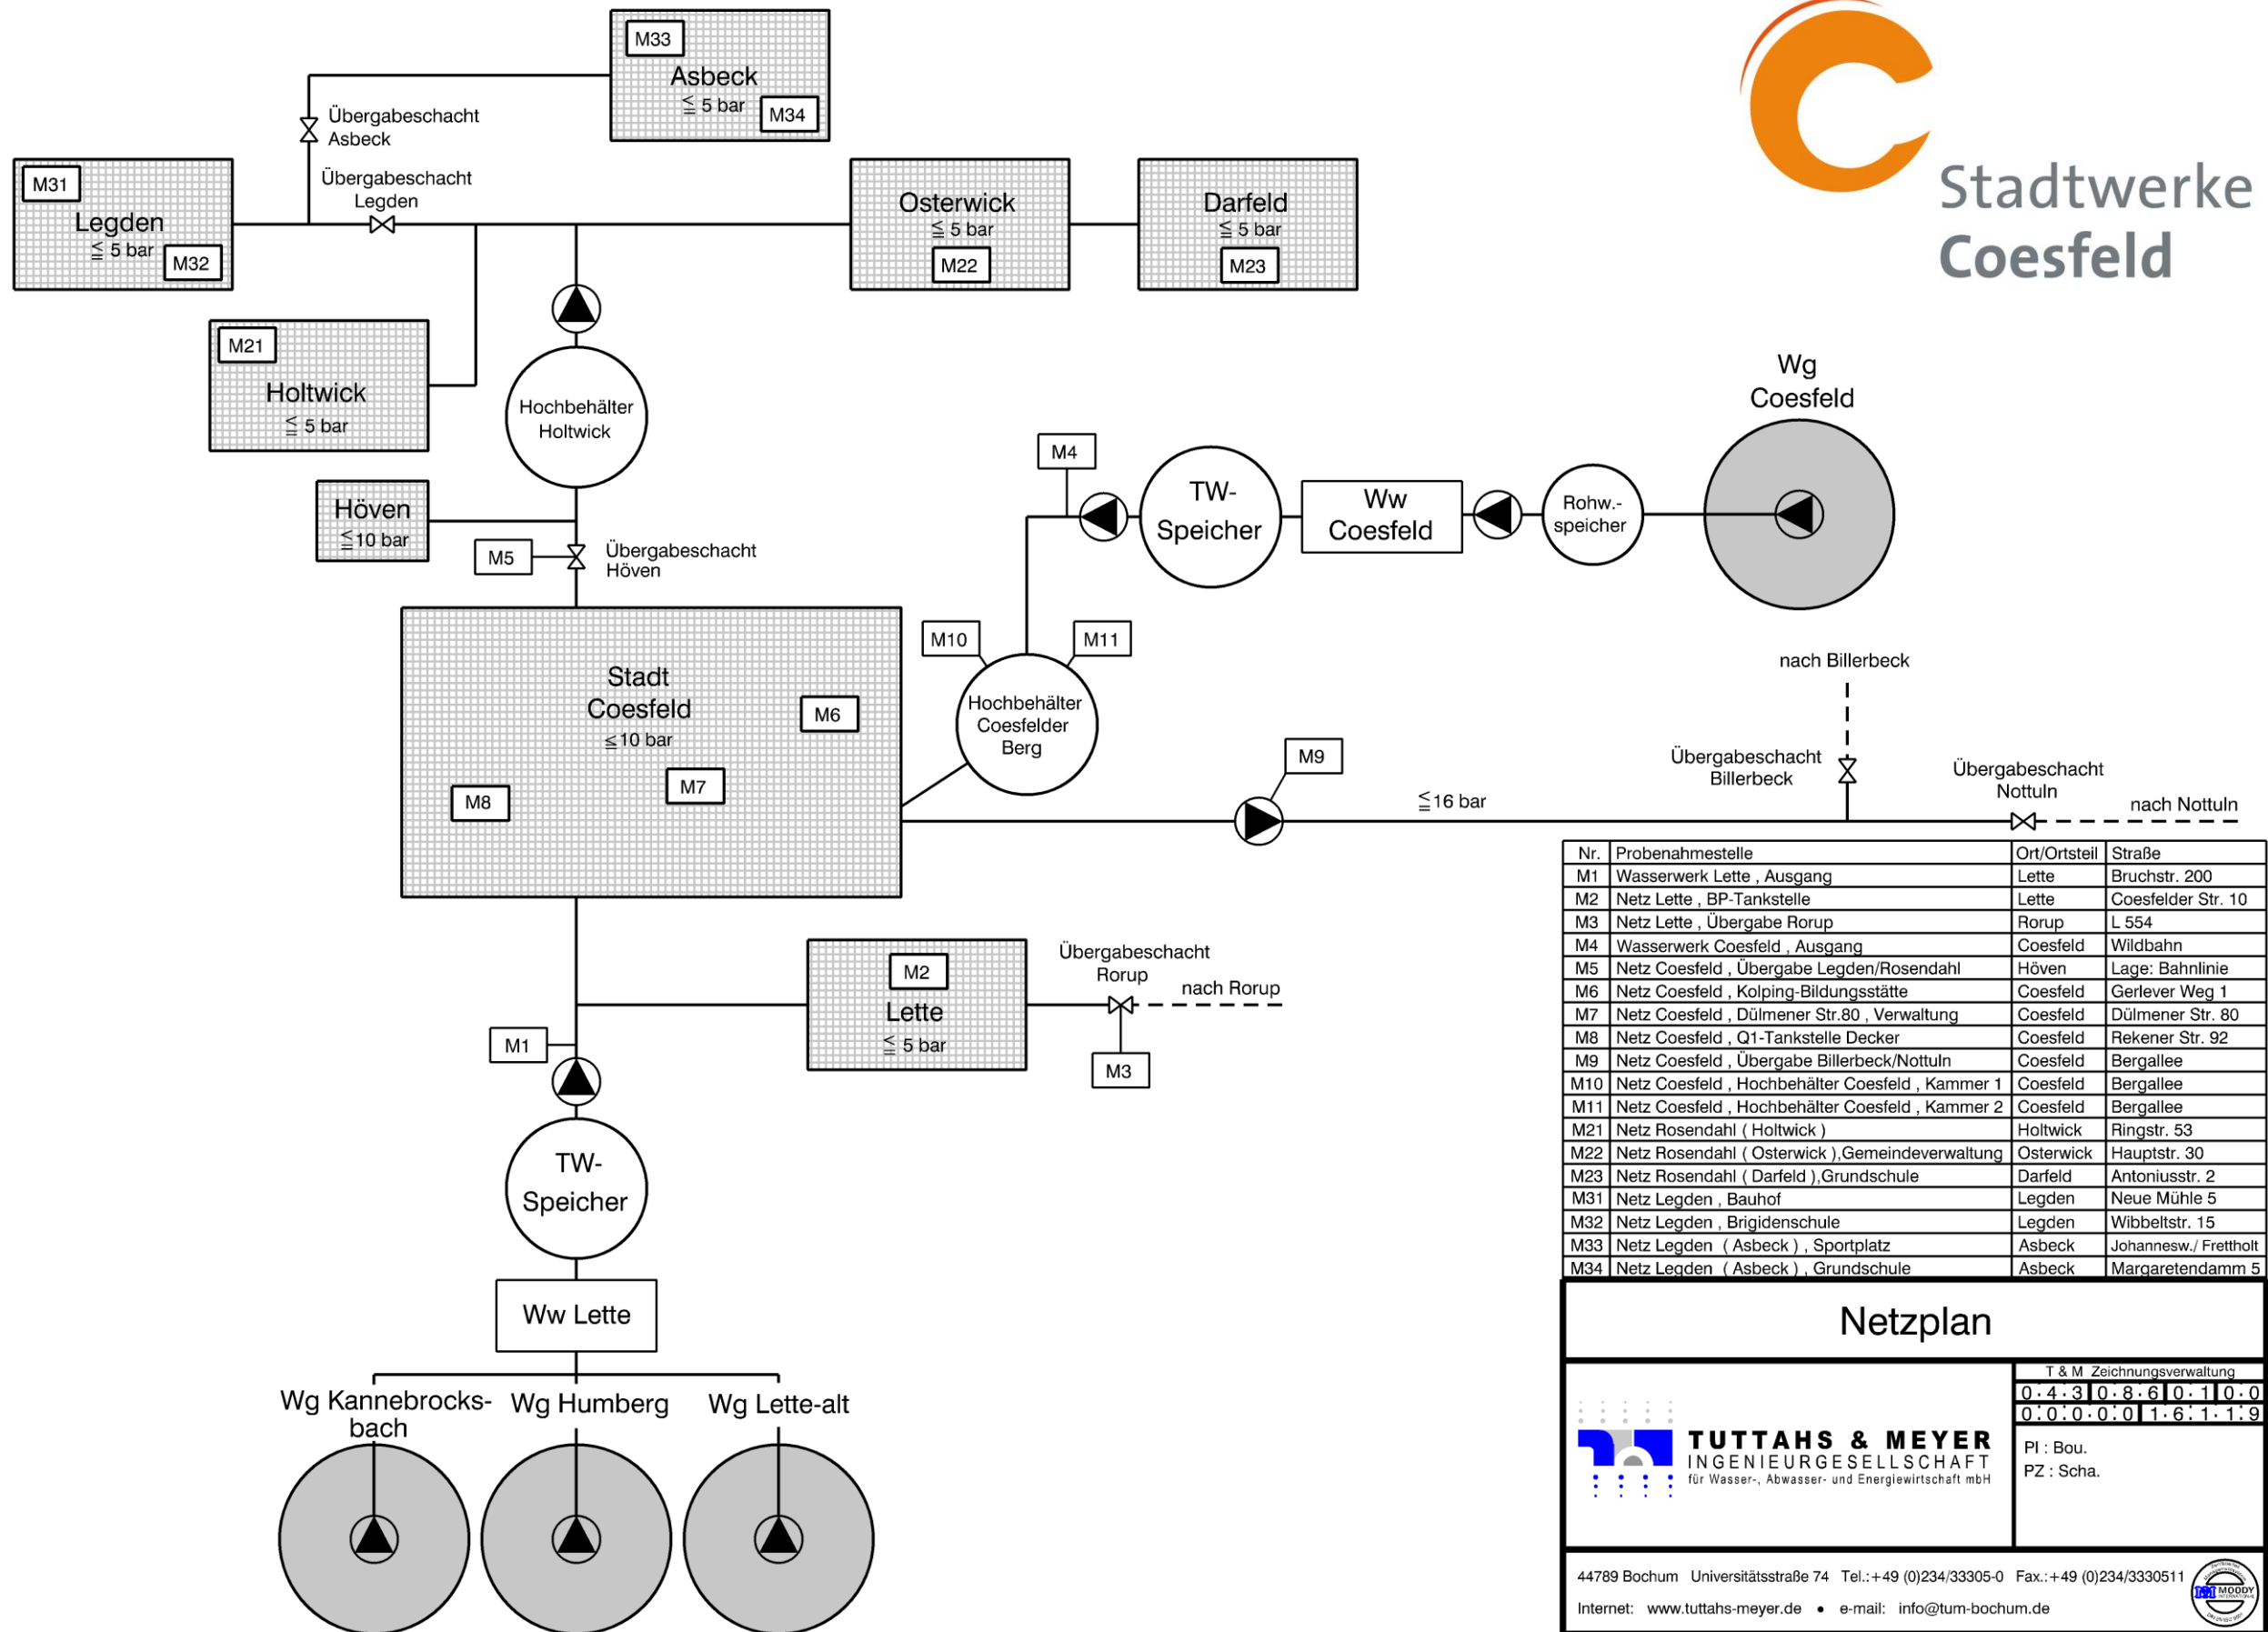 M33
Asbeck
≦ 5 bar
M34
Übergabeschacht
Asbeck
Übergabeschacht
Legden
M31
Legden
≦ 5 bar
M32
Osterwick
≦ 5 bar
M22
Darfeld
≦ 5 bar
M23
Stadtwerke
Coesfeld
M21
Holtwick
≦ 5 bar
Hochbehälter
Holtwick
Höven
≦10 bar
M5
Übergabeschacht
Höven
M4
TW-
Speicher
Ww
Coesfeld
Rohw.-
speicher
Wg
Coesfeld
Stadt
Coesfeld
≦10 bar
M6
M7
M8
M10
M11
Hochbehälter
Coesfelder
Berg
M9
≦16 bar
nach Billerbeck
Übergabeschacht
Billerbeck
Übergabeschacht
Nottuln
nach Nottuln
M2
Lette
≦ 5 bar
Übergabeschacht
Rorup
nach Rorup
M3
M1
TW-
Speicher
Ww Lette
Wg Kannebrocks-
bach
Wg Humberg
Wg Lette-alt
Nr. Probenahmestelle Ort/Ortsteil Straße
M1 Wasserwerk Lette , Ausgang Lette Bruchstr. 200
M2 Netz Lette , BP-Tankstelle Lette Coesfelder Str. 10
M3 Netz Lette , Übergabe Rorup Rorup L 554
M4 Wasserwerk Coesfeld , Ausgang Coesfeld Wildbahn
M5 Netz Coesfeld , Übergabe Legden/Rosendahl Höven Lage: Bahnlinie
M6 Netz Coesfeld , Kolping-Bildungsstätte Coesfeld Gerlever Weg 1
M7 Netz Coesfeld , Dülmener Str.80 , Verwaltung Coesfeld Dülmener Str. 80
M8 Netz Coesfeld , Q1-Tankstelle Decker Coesfeld Rekener Str. 92
M9 Netz Coesfeld , Übergabe Billerbeck/Nottuln Coesfeld Bergallee
M10 Netz Coesfeld , Hochbehälter Coesfeld , Kammer 1 Coesfeld Bergallee
M11 Netz Coesfeld , Hochbehälter Coesfeld , Kammer 2 Coesfeld Bergallee
M21 Netz Rosendahl ( Holtwick ) Holtwick Ringstr. 53
M22 Netz Rosendahl ( Osterwick ),Gemeindeverwaltung Osterwick Hauptstr. 30
M23 Netz Rosendahl ( Darfeld ),Grundschule Darfeld Antoniusstr. 2
M31 Netz Legden , Bauhof Legden Neue Mühle 5
M32 Netz Legden , Brigidenschule Legden Wibbeltstr. 15
M33 Netz Legden ( Asbeck ) , Sportplatz Asbeck Johannesw./ Frettholt
M34 Netz Legden ( Asbeck ) , Grundschule Asbeck Margaretendamm 5
Netzplan
T & M Zeichnungsverwaltung
0 4 3 0 8 6 0 1 0 0
0 0 0 0 0 1 6 1 1 9
PI : Bou.
PZ : Scha.
TUTTAHS & MEYER
INGENIEURGESELLSCHAFT
für Wasser-, Abwasser- und Energiewirtschaft mbH
44789 Bochum Universitätsstraße 74 Tel.:+49 (0)234/33305-0 Fax.:+49 (0)234/3330511
Internet: www.tuttahs-meyer.de • e-mail: info@tum-bochum.de
MOODY
INTERNATIONAL